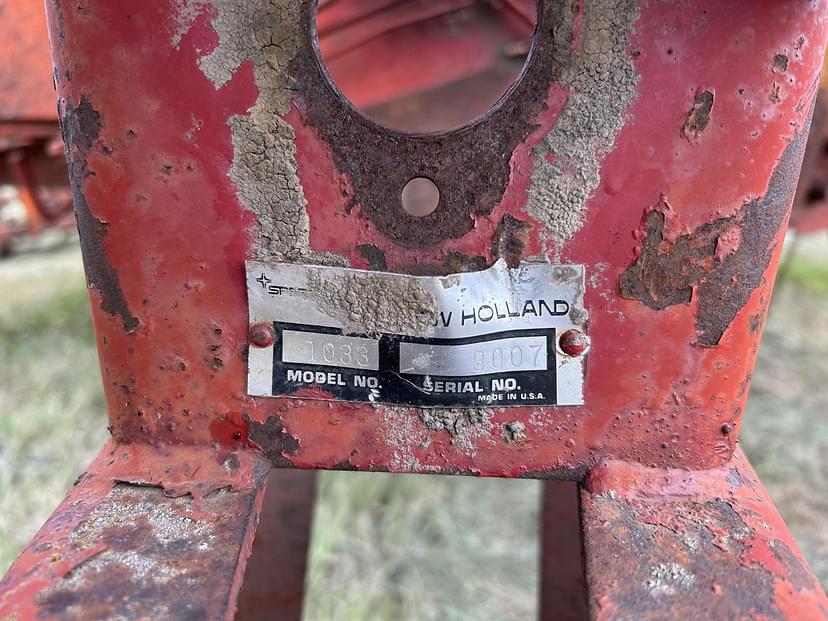 HOLLAND
1033 3007
MODEL NO. SERIAL NO.
MADE IN U.S.A.